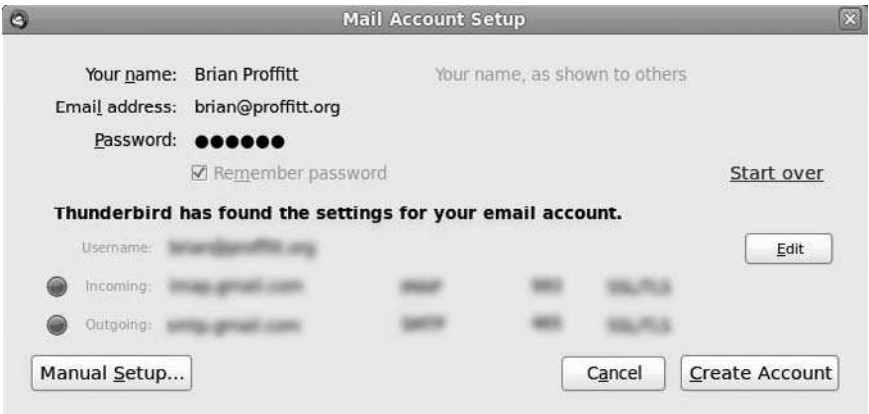 Mail Account Setup
Your name: Brian Proffitt Your name, as shown to others
Email address: brian@proffitt.org
Password: ●●●●●●
Remember password
Start over
Thunderbird has found the settings for your email account.
Username:
Edit
Incoming:
Outgoing:
Manual Setup... Cancel Create Account